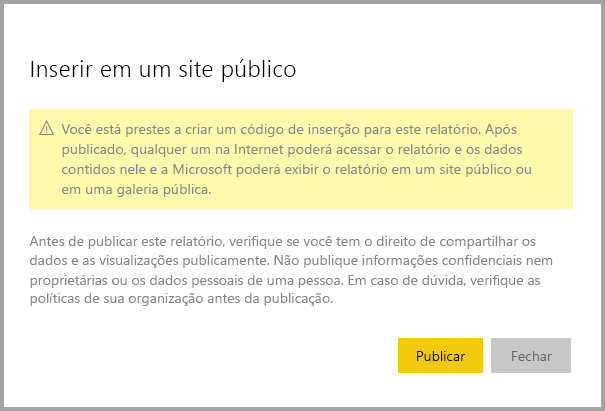 Inserir em um site público
Você está prestes a criar um código de inserção para este relatório. Após
publicado, qualquer um na Internet poderá acessar o relatório e os dados
contidos nele e a Microsoft poderá exibir o relatório em um site público ou
em uma galeria pública.
Antes de publicar este relatório, verifique se você tem o direito de compartilhar os
dados e as visualizações publicamente. Não publique informações confidenciais nem
proprietárias ou os dados pessoais de uma pessoa. Em caso de dúvida, verifique as
políticas de sua organização antes da publicação.
Publicar
Fechar